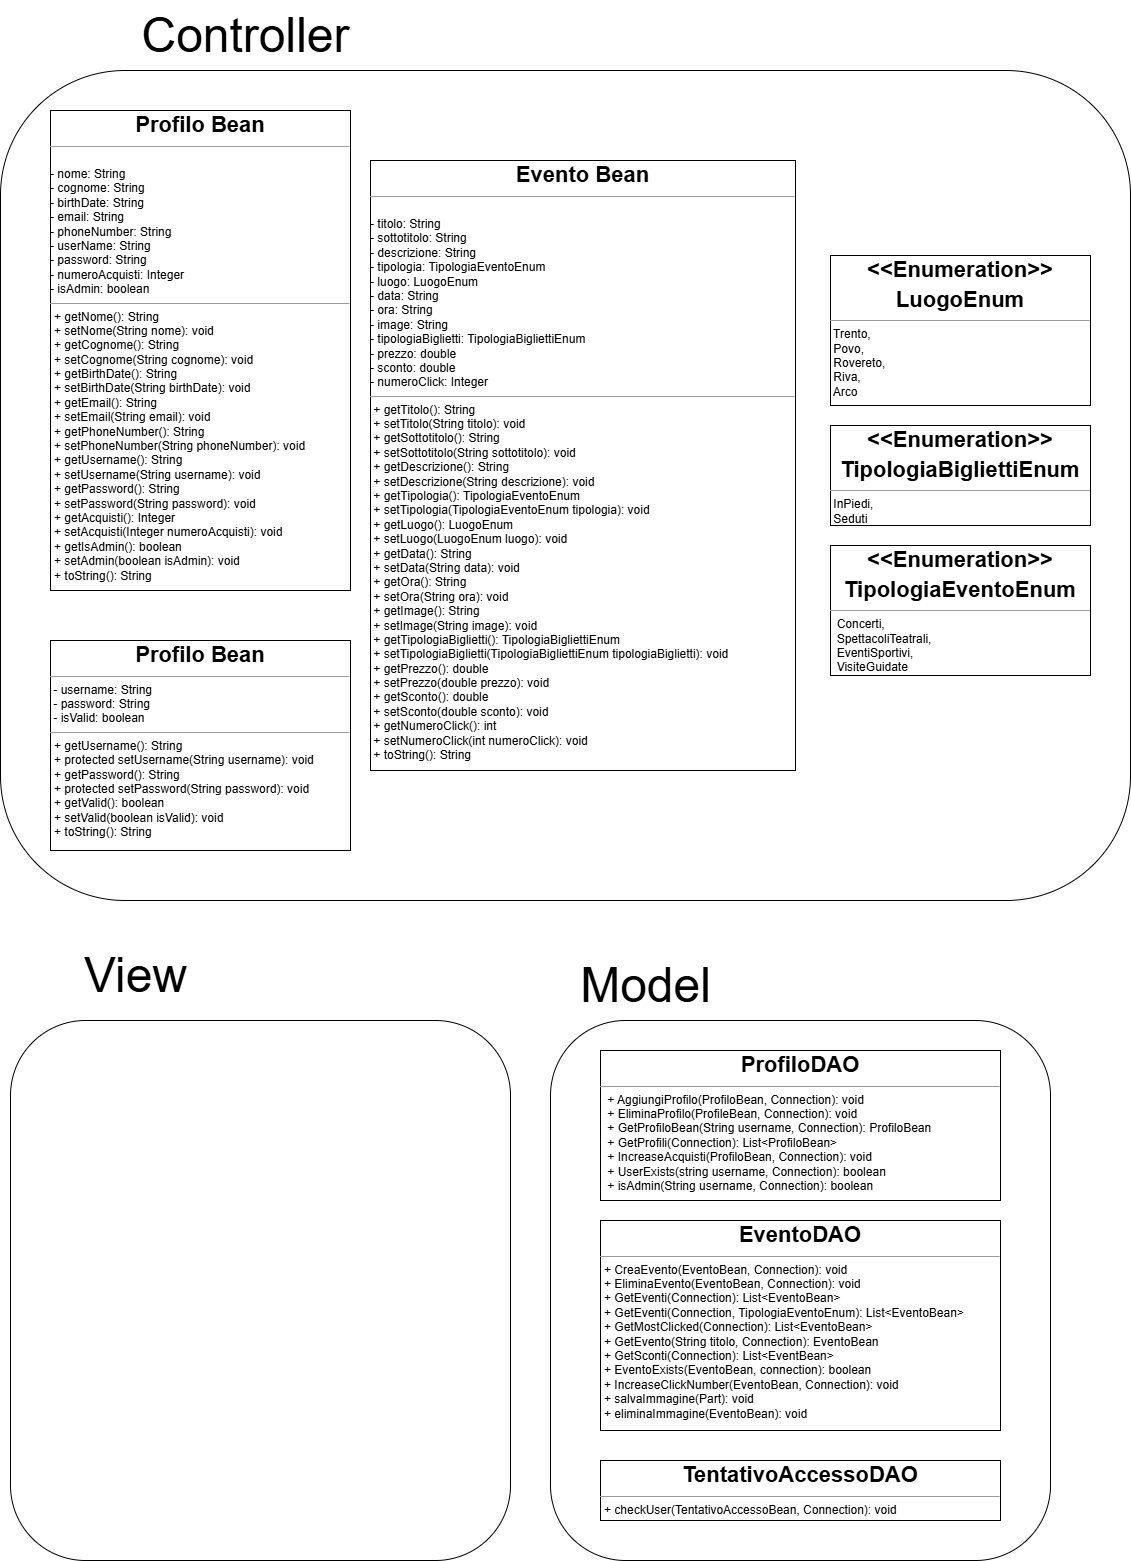 Controller
Profilo Bean
- nome: String
- cognome: String
- birthDate: String
- email: String
- phoneNumber: String
- userName: String
- password: String
- numeroAcquisti: Integer
- isAdmin: boolean
+ getNome(): String
+ setNome(String nome): void
+ getCognome(): String
+ setCognome(String cognome): void
+ getBirthDate(): String
+ setBirthDate(String birthDate): void
+ getEmail(): String
+ setEmail(String email): void
+ getPhoneNumber(): String
+ setPhoneNumber(String phoneNumber): void
+ getUsername(): String
+ setUsername(String username): void
+ getPassword(): String
+ setPassword(String password): void
+ getAcquisti(): Integer
+ setAcquisti(Integer numeroAcquisti): void
+ getIsAdmin(): boolean
+ setAdmin(boolean isAdmin): void
+ toString(): String
Profilo Bean
- username: String
- password: String
- isValid: boolean
+ getUsername(): String
+ protected setUsername(String username): void
+ getPassword(): String
+ protected setPassword(String password): void
+ getValid(): boolean
+ setValid(boolean isValid): void
+ toString(): String
Evento Bean
- titolo: String
- sottotitolo: String
- descrizione: String
- tipologia: TipologiaEventoEnum
- luogo: LuogoEnum
- data: String
- ora: String
- image: String
- tipologiaBiglietti: TipologiaBigliettiEnum
- prezzo: double
- sconto: double
- numeroClick: Integer
+ getTitolo(): String
+ setTitolo(String titolo): void
+ getSottotitolo(): String
+ setSottotitolo(String sottotitolo): void
+ getDescrizione(): String
+ setDescrizione(String descrizione): void
+ getTipologia(): TipologiaEventoEnum
+ setTipologia(TipologiaEventoEnum tipologia): void
+ getLuogo(): LuogoEnum
+ setLuogo(LuogoEnum luogo): void
+ getData(): String
+ setData(String data): void
+ getOra(): String
+ setOra(String ora): void
+ getImage(): String
+ setImage(String image): void
+ getTipologiaBiglietti(): TipologiaBigliettiEnum
+ setTipologiaBiglietti(TipologiaBigliettiEnum tipologiaBiglietti): void
+ getPrezzo(): double
+ setPrezzo(double prezzo): void
+ getSconto(): double
+ setSconto(double sconto): void
+ getNumeroClick(): int
+ setNumeroClick(int numeroClick): void
+ toString(): String
<<Enumeration>>
LuogoEnum
Trento,
Povo,
Rovereto,
Riva,
Arco
<<Enumeration>>
TipologiaBigliettiEnum
InPiedi,
Seduti
<<Enumeration>>
TipologiaEventoEnum
Concerti,
SpettacoliTeatrali,
EventiSportivi,
VisiteGuidate
View
Model
ProfiloDAO
+ AggiungiProfilo(ProfiloBean, Connection): void
+ EliminaProfilo(ProfileBean, Connection): void
+ GetProfiloBean(String username, Connection): ProfiloBean
+ GetProfili(Connection): List<ProfiloBean>
+ IncreaseAcquisti(ProfiloBean, Connection): void
+ UserExists(string username, Connection): boolean
+ isAdmin(String username, Connection): boolean
EventoDAO
+ CreaEvento(EventoBean, Connection): void
+ EliminaEvento(EventoBean, Connection): void
+ GetEventi(Connection): List<EventoBean>
+ GetEventi(Connection, TipologiaEventoEnum): List<EventoBean>
+ GetMostClicked(Connection): List<EventoBean>
+ GetEvento(String titolo, Connection): EventoBean
+ GetSconti(Connection): List<EventBean>
+ EventoExists(EventoBean, connection): boolean
+ IncreaseClickNumber(EventoBean, Connection): void
+ salvaImmagine(Part): void
+ eliminaImmagine(EventoBean): void
TentativoAccessoDAO
+ checkUser(TentativoAccessoBean, Connection): void